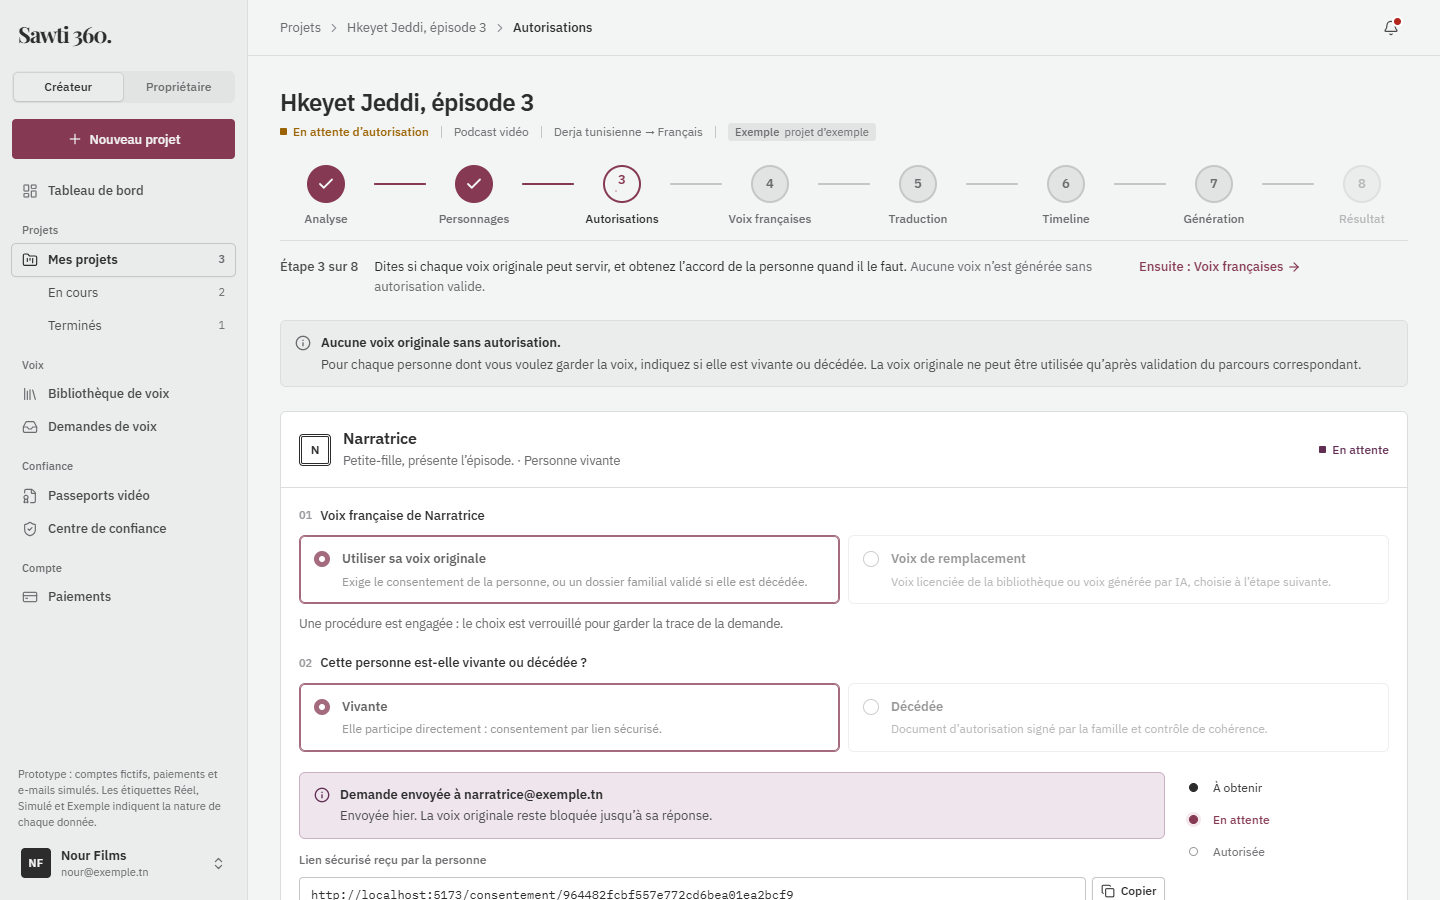 Sawti 360.
Créateur
Propriétaire
Nouveau projet
Tableau de bord
Projets
Mes projets 3
En cours 2
Terminés 1
Voix
Bibliothèque de voix
Demandes de voix
Confiance
Passeports vidéo
Centre de confiance
Compte
Paiements
Prototype : comptes fictifs, paiements et
e-mails simulés. Les étiquettes Réel,
Simulé et Exemple indiquent la nature de
chaque donnée.
NF
Nour Films
nour@exemple.tn
Projets > Hkeyet Jeddi, épisode 3 > Autorisations
Hkeyet Jeddi, épisode 3
En attente d’autorisation
Podcast vidéo
Derja tunisienne → Français
Exemple projet d’exemple
3 4 5 6 7 8
Analyse Personnages Autorisations Voix françaises Traduction Timeline Génération Résultat
Étape 3 sur 8
Dites si chaque voix originale peut servir, et obtenez l’accord de la personne quand il le faut. Aucune voix n’est générée sans
autorisation valide.
Ensuite : Voix françaises →
Aucune voix originale sans autorisation.
Pour chaque personne dont vous voulez garder la voix, indiquez si elle est vivante ou décédée. La voix originale ne peut être utilisée qu’après validation du parcours correspondant.
N
Narratrice
Petite-fille, présente l’épisode. · Personne vivante
En attente
01 Voix française de Narratrice
Utiliser sa voix originale
Exige le consentement de la personne, ou un dossier familial validé si elle est décédée.
Voix de remplacement
Voix licenciée de la bibliothèque ou voix générée par IA, choisie à l’étape suivante.
Une procédure est engagée : le choix est verrouillé pour garder la trace de la demande.
02 Cette personne est-elle vivante ou décédée ?
Vivante
Elle participe directement : consentement par lien sécurisé.
Décédée
Document d’autorisation signé par la famille et contrôle de cohérence.
Demande envoyée à narratrice@exemple.tn
Envoyée hier. La voix originale reste bloquée jusqu’à sa réponse.
À obtenir
En attente
Autorisée
Lien sécurisé reçu par la personne
http://localhost:5173/consentement/964482fcbf557e772cd6bea01ea2bcf9
Copier